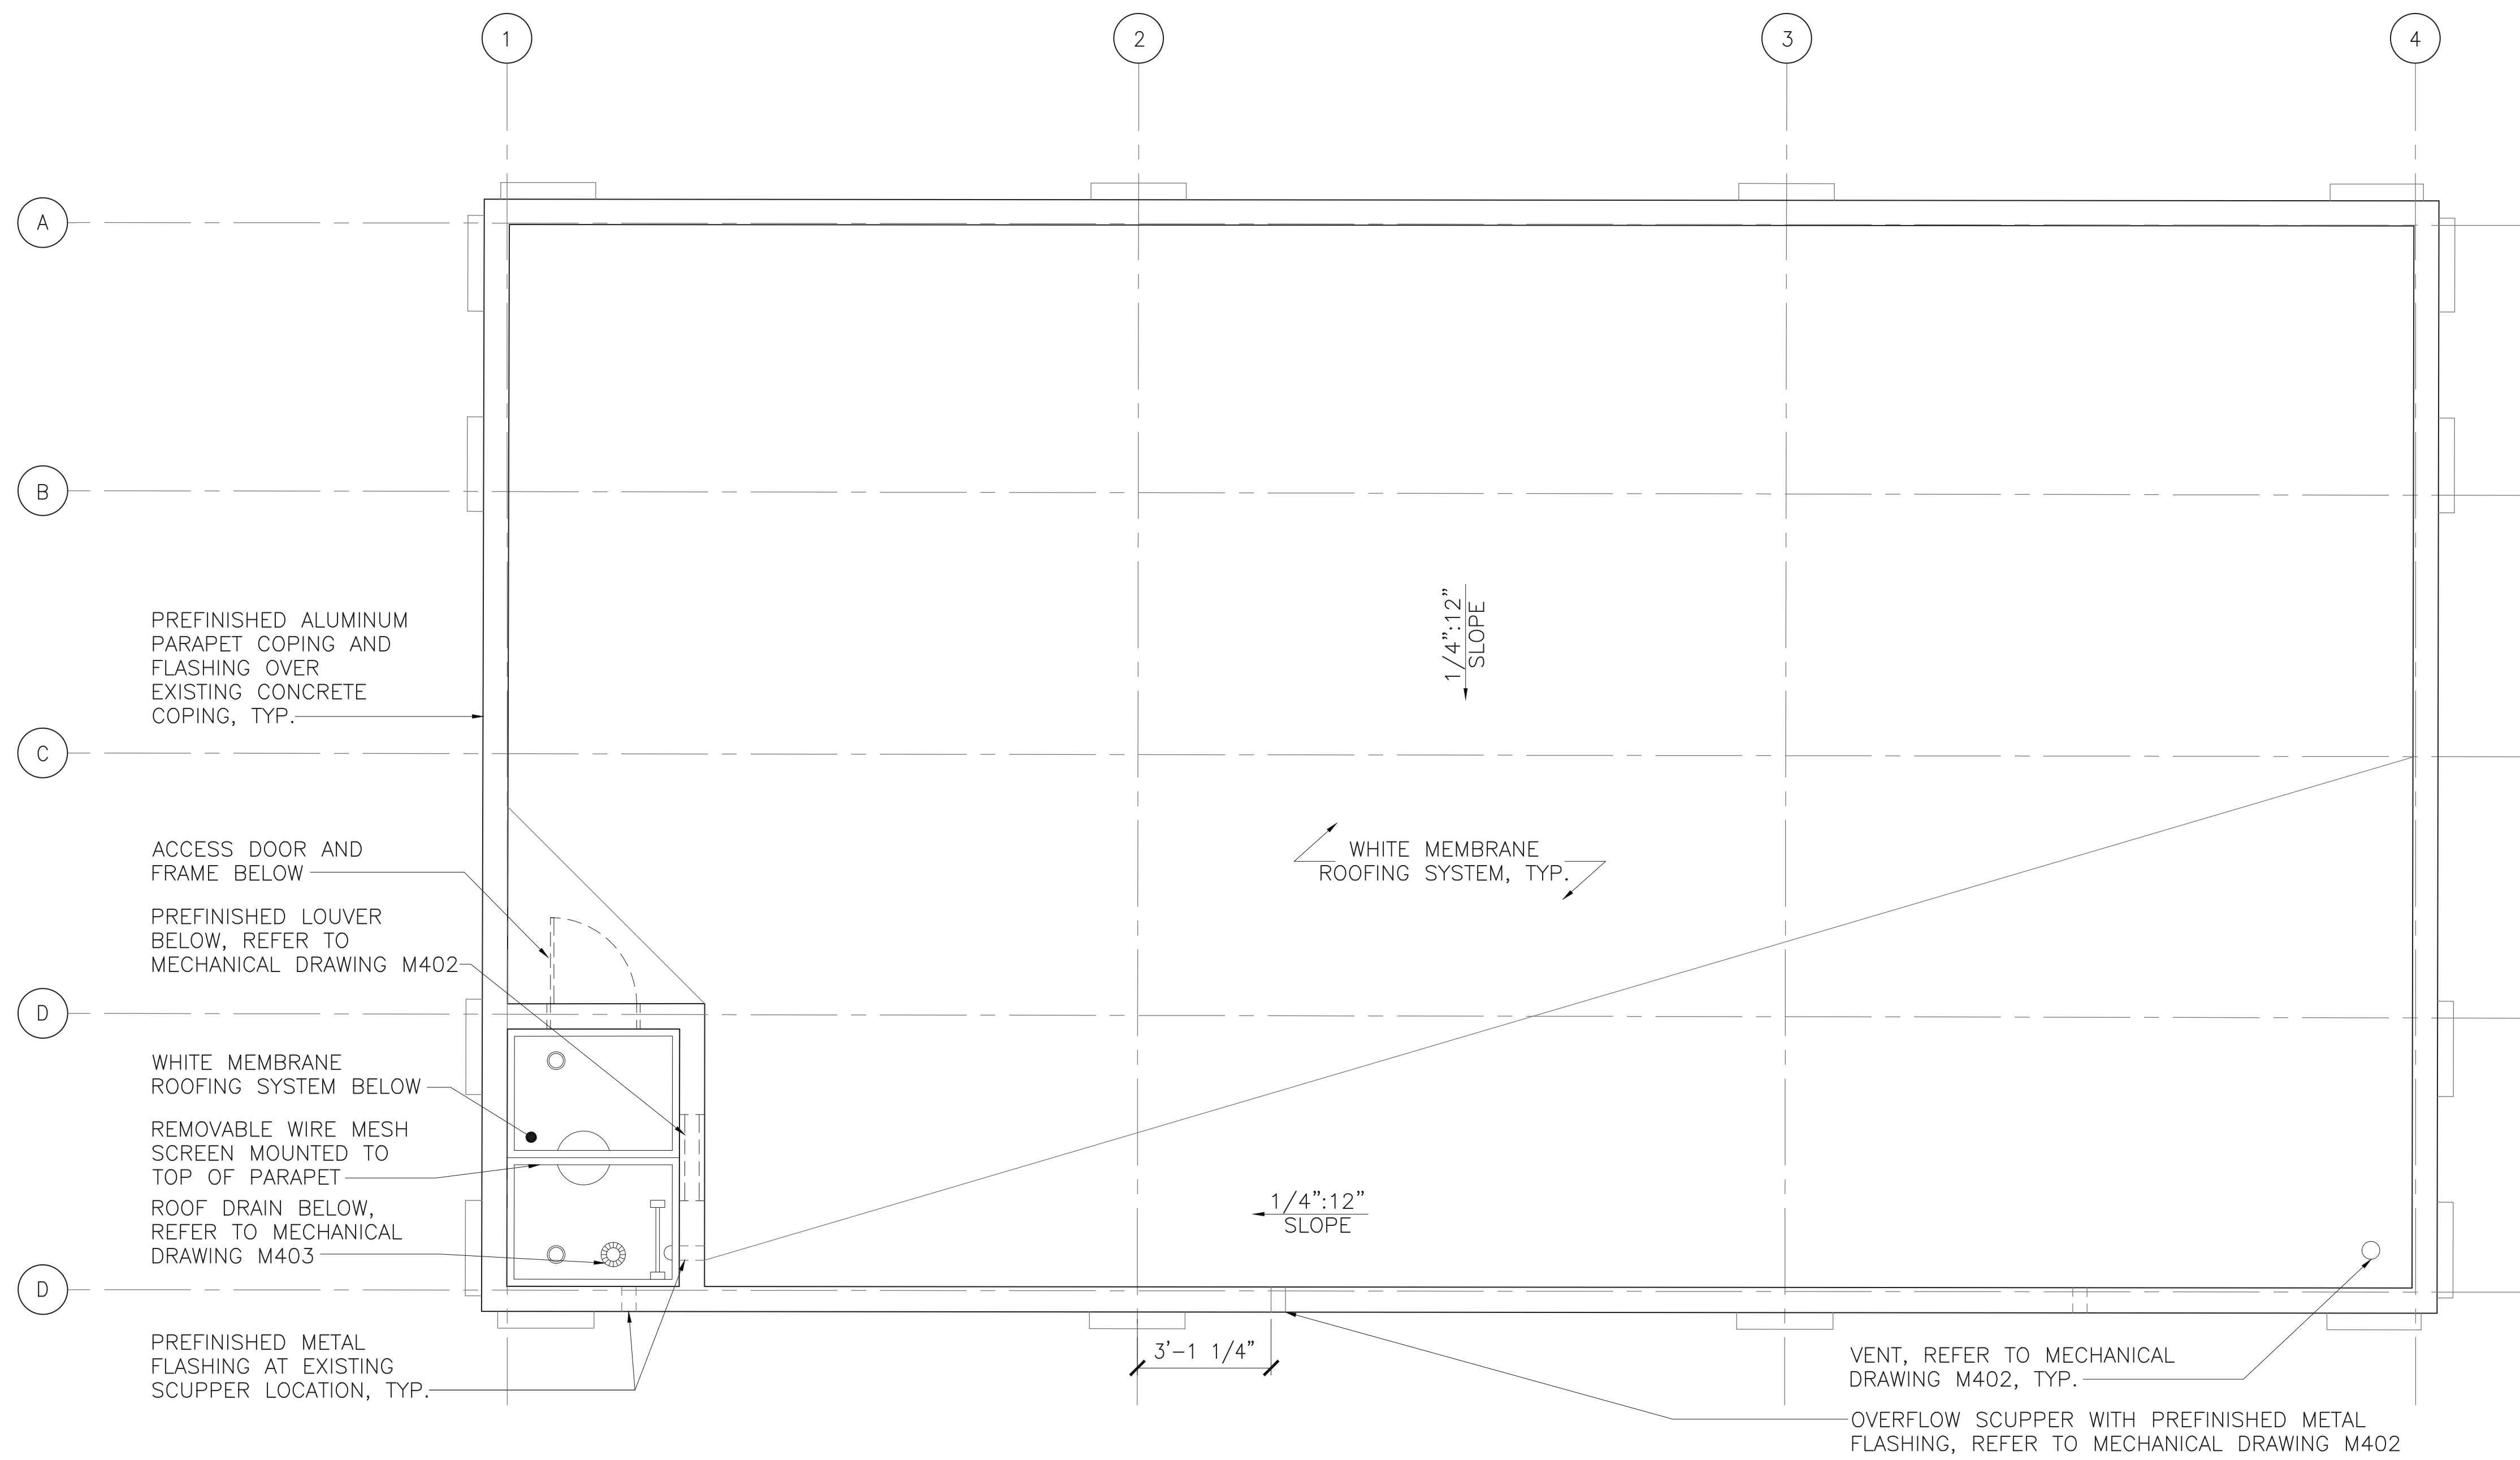 1
2
3
4
A
B
1/4":12"
SLOPE
PREFINISHED ALUMINUM
PARAPET COPING AND
FLASHING OVER
EXISTING CONCRETE
COPING, TYP.
C
ACCESS DOOR AND
FRAME BELOW
WHITE MEMBRANE
ROOFING SYSTEM, TYP.
PREFINISHED LOUVER
BELOW, REFER TO
MECHANICAL DRAWING M402
D
WHITE MEMBRANE
ROOFING SYSTEM BELOW
REMOVABLE WIRE MESH
SCREEN MOUNTED TO
TOP OF PARAPET
ROOF DRAIN BELOW,
REFER TO MECHANICAL
DRAWING M403
1/4":12"
SLOPE
D
PREFINISHED METAL
FLASHING AT EXISTING
SCUPPER LOCATION, TYP.
3'-1 1/4"
VENT, REFER TO MECHANICAL
DRAWING M402, TYP.
OVERFLOW SCUPPER WITH PREFINISHED METAL
FLASHING, REFER TO MECHANICAL DRAWING M402